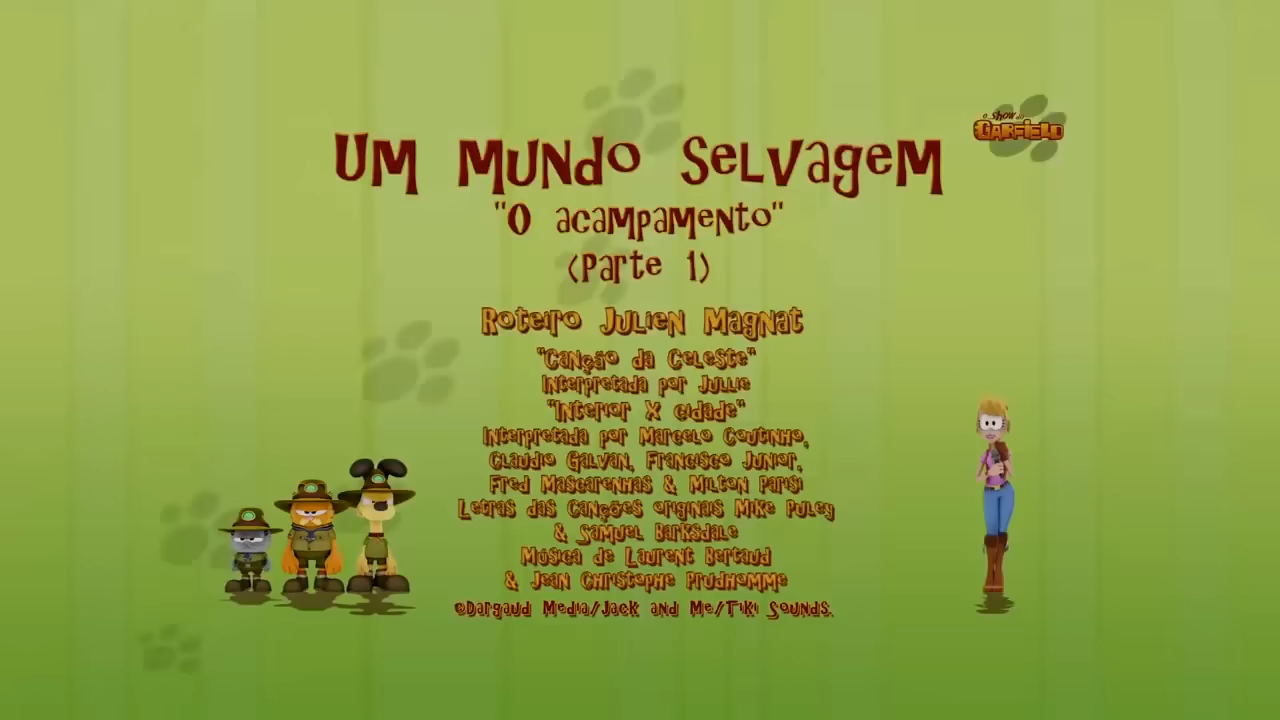 O Show do
GARFIELD
UM MUNDO SELVAGEM
"O ACAMPAMENTO"
(PARTE 1)
ROTEIRO JULIEN MAGNAT
"CANÇÃO DA CELESTE"
INTERPRETADA POR JULLIE
"INTERIOR X CIDADE"
INTERPRETADA POR MARCELO COUTINHO,
CLAUDIO GALVAN, FRANCISCO JUNIOR,
FRED MASCARENHAS & MILTON PARISI
LETRAS DAS CANÇÕES ORIGINAIS MIKE PULEY
& SAMUEL BARKSDALE
MÚSICA DE LAURENT BERTAUD
& JEAN CHRISTOPHE PRUDHOMME
©DARGAUD MEDIA/JACK AND ME/TIKI SOUNDS.